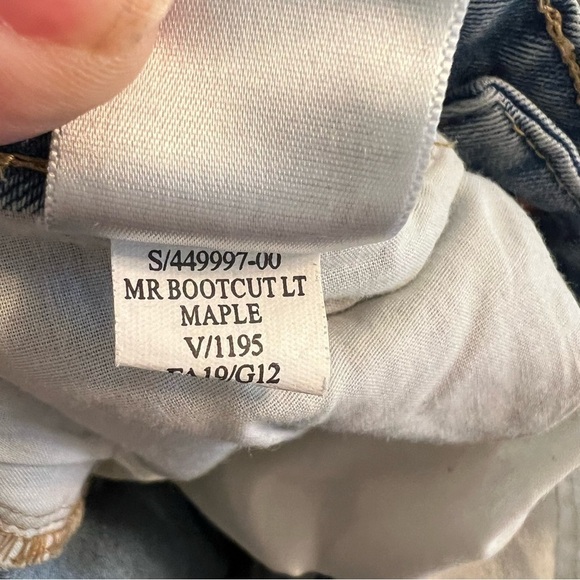 S/449997-00
MR BOOTCUT LT
MAPLE
V/1195
FA19/G12